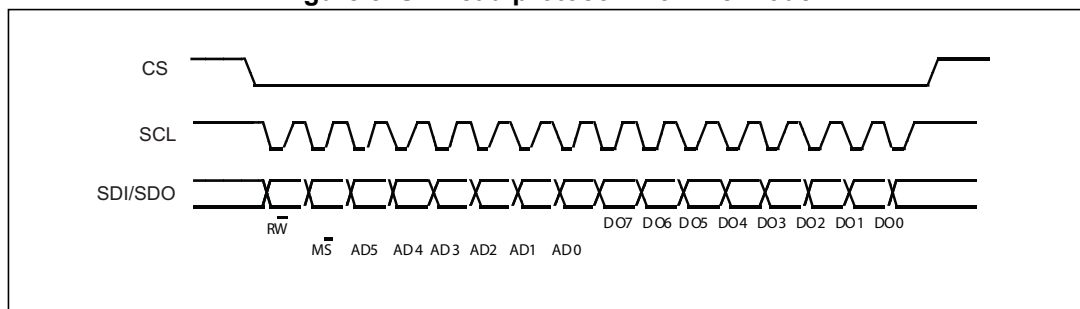 CS
SCL
SDI/SDO
RW DO7 DO6 DO5 DO4 DO3 DO2 DO1 DO0
MS AD5 AD4 AD3 AD2 AD1 AD0